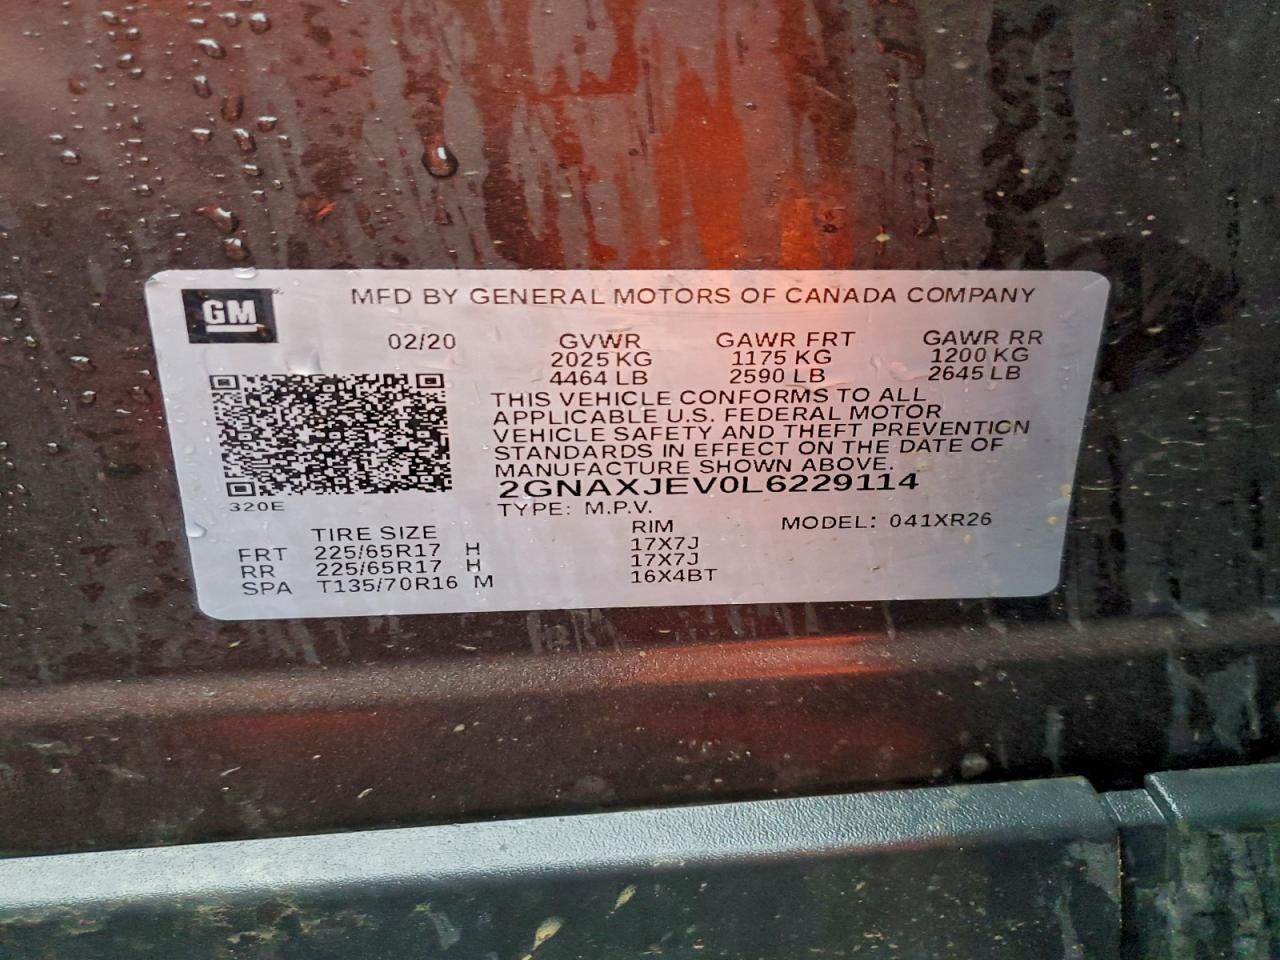 GM
MFD BY GENERAL MOTORS OF CANADA COMPANY
02/20 GVWR GAWR FRT GAWR RR
2025 KG 1175 KG 1200 KG
4464 LB 2590 LB 2645 LB
THIS VEHICLE CONFORMS TO ALL
APPLICABLE U.S. FEDERAL MOTOR
VEHICLE SAFETY AND THEFT PREVENTION
STANDARDS IN EFFECT ON THE DATE OF
MANUFACTURE SHOWN ABOVE.
2GNAXJEV0L6229114
320E
TYPE: M.P.V.
TIRE SIZE RIM MODEL: 041XR26
FRT 225/65R17 H 17X7J
RR 225/65R17 H 17X7J
SPA T135/70R16 M 16X4BT